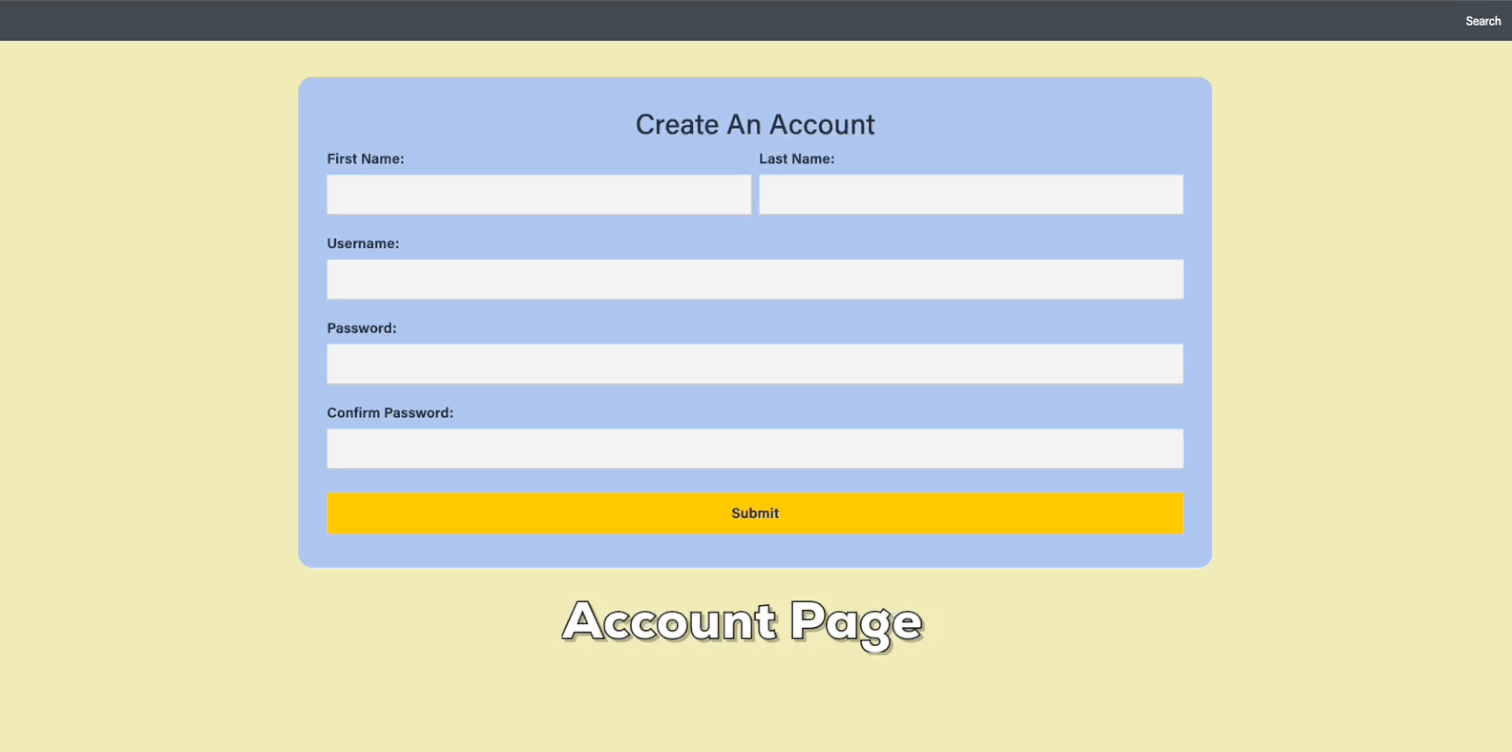 Search
Create An Account
First Name: Last Name:
Username:
Password:
Confirm Password:
Submit
Account Page